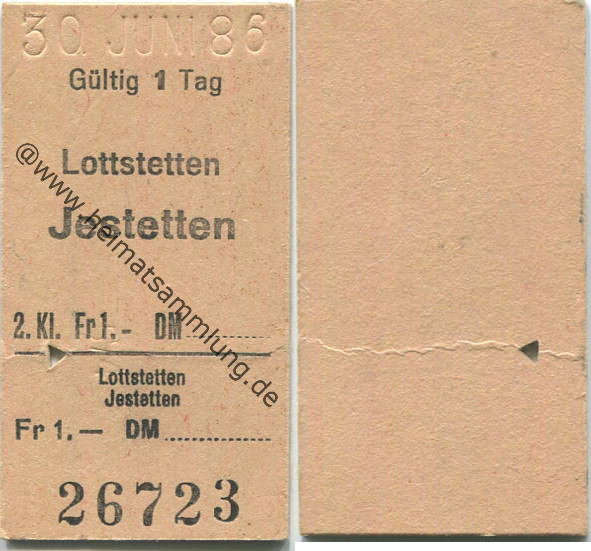 30. JUNI 86
Gültig 1 Tag
Lottstetten
Jestetten
2. Kl. Fr 1.- DM...............
Lottstetten
Jestetten
Fr 1.— DM...............
26723
@www.heimatsammlung.de